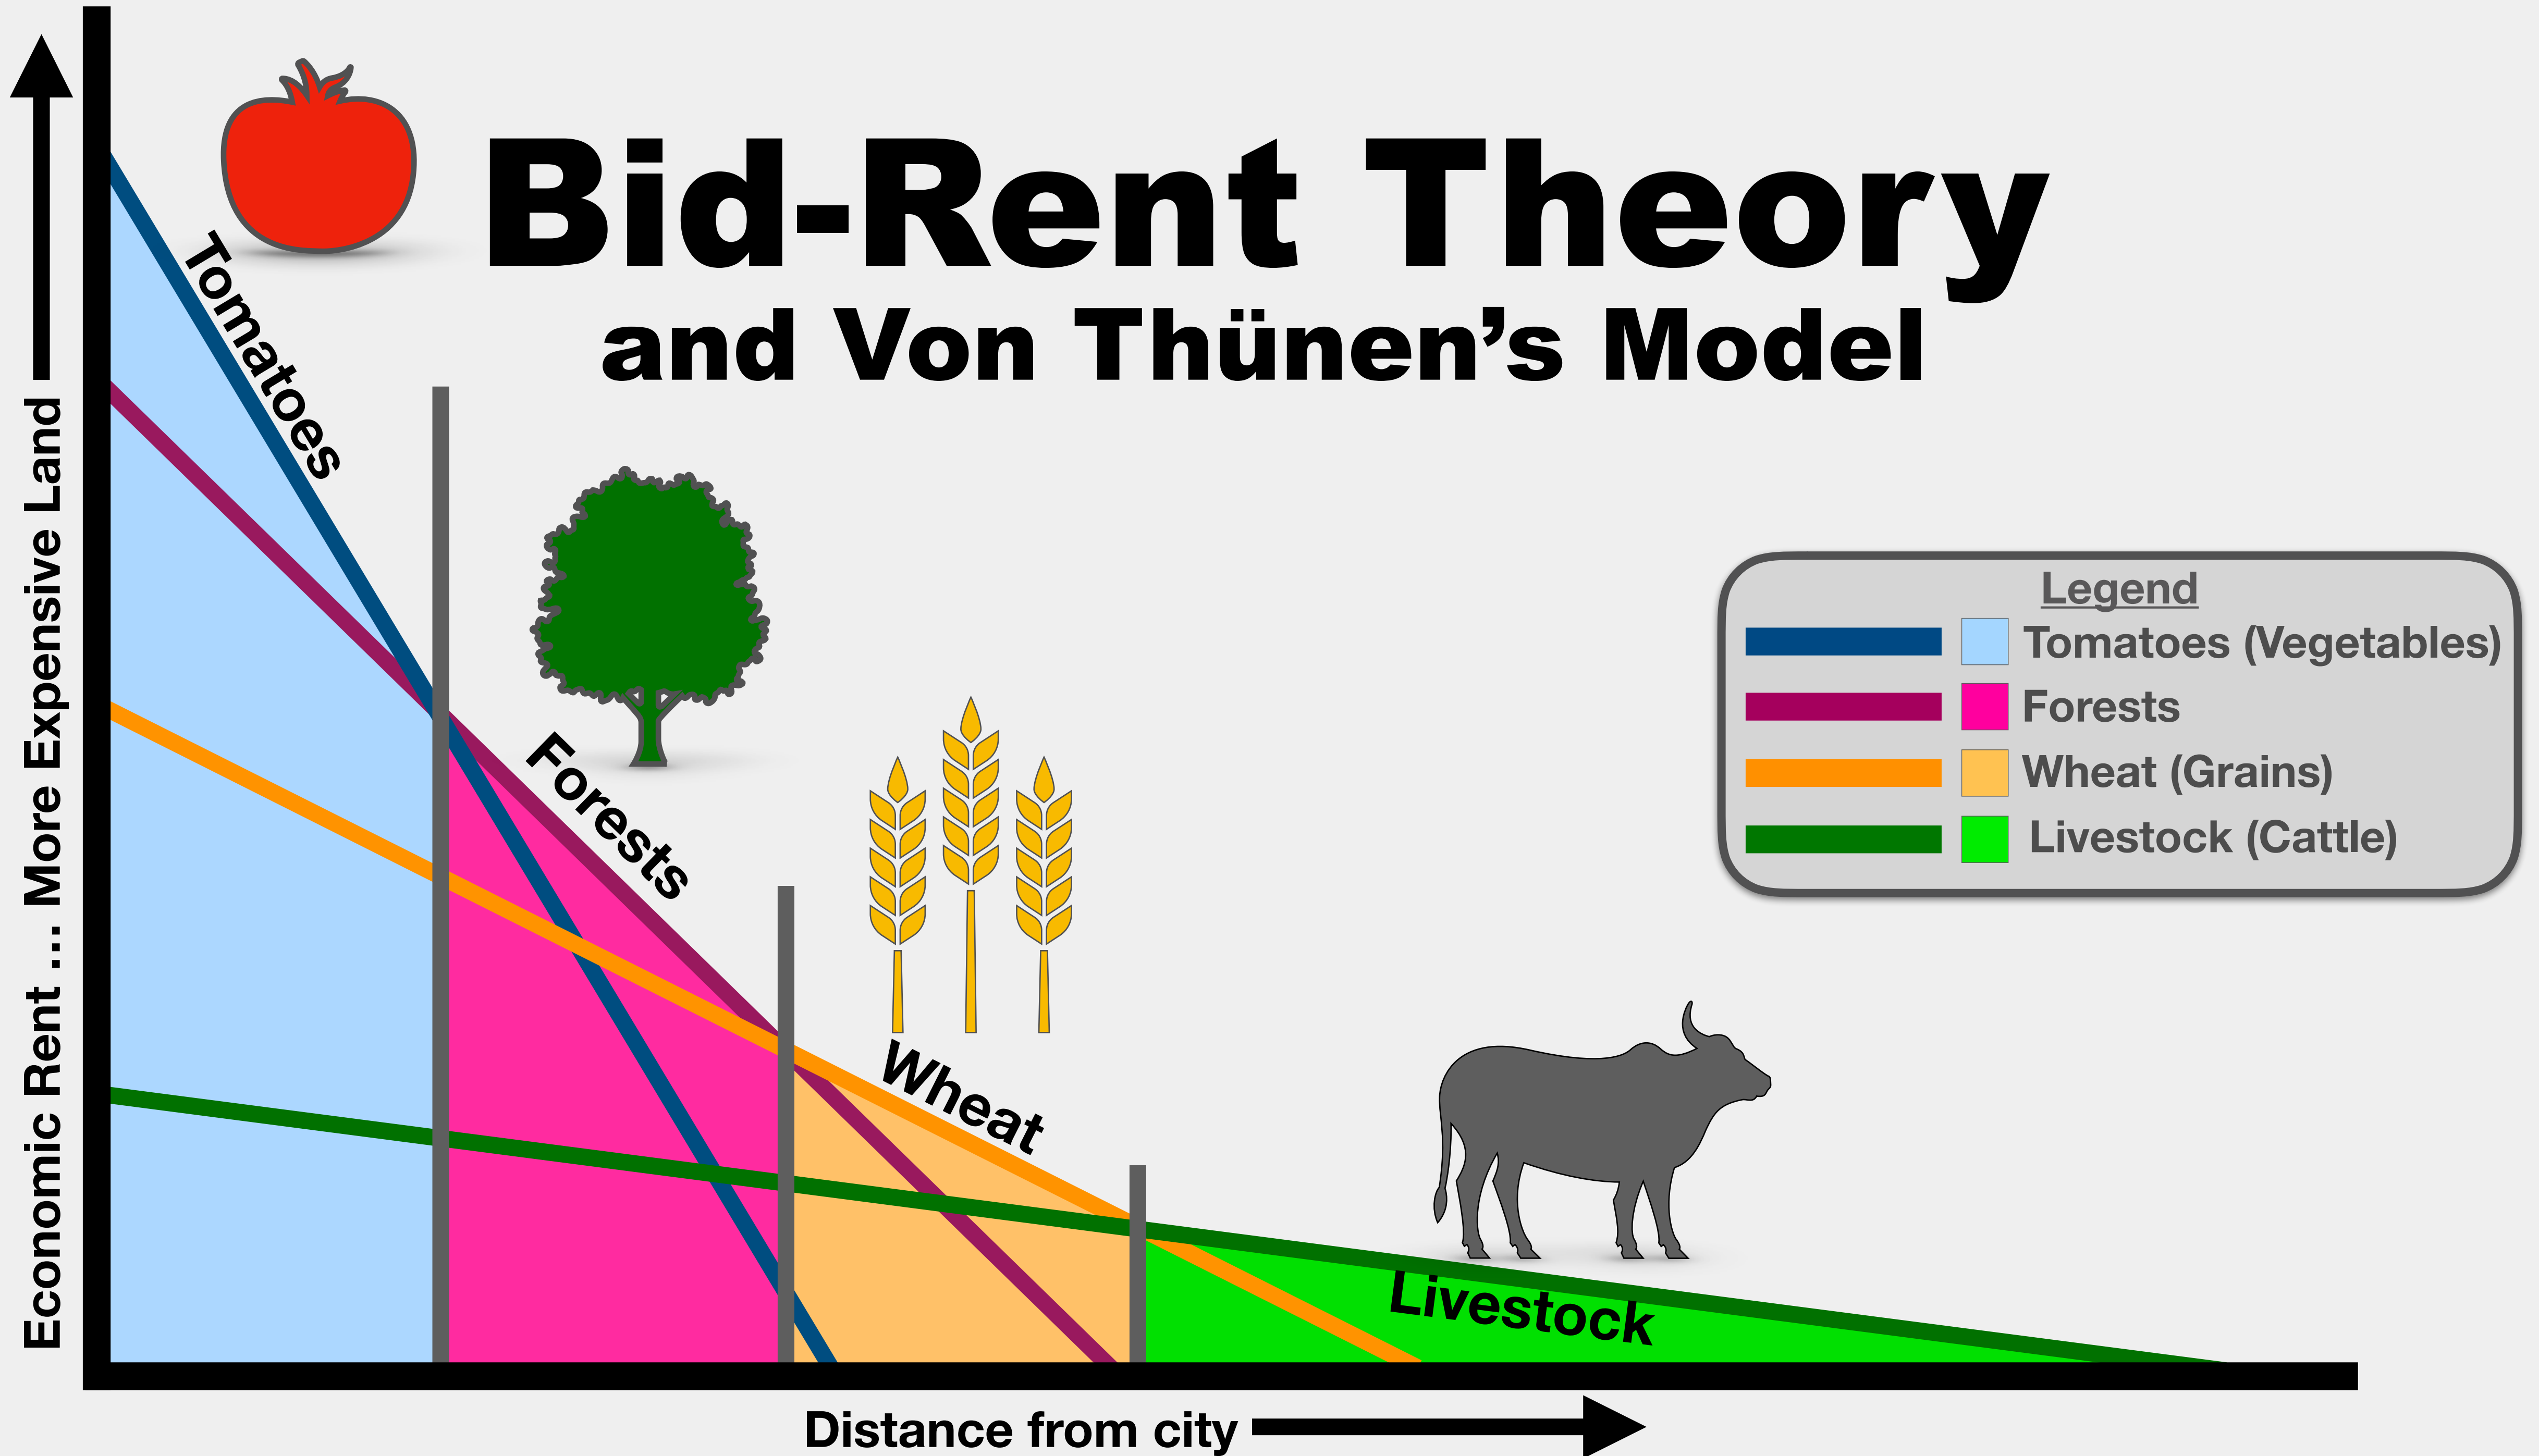 Bid-Rent Theory
and Von Thünen’s Model
Economic Rent ... More Expensive Land
Tomatoes
Forests
Wheat
Livestock
Legend
Tomatoes (Vegetables)
Forests
Wheat (Grains)
Livestock (Cattle)
Distance from city